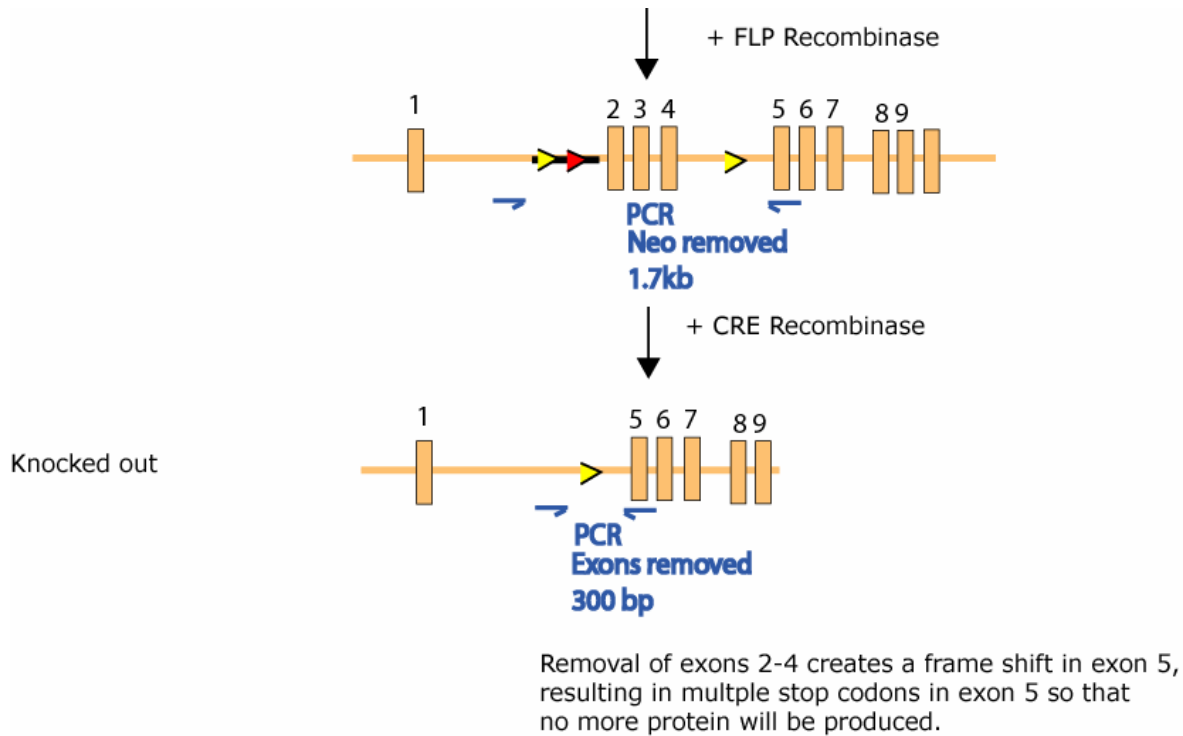 + FLP Recombinase
1
2 3 4
5 6 7
8 9
PCR
Neo removed
1.7kb
+ CRE Recombinase
1
5 6 7
8 9
Knocked out
PCR
Exons removed
300 bp
Removal of exons 2-4 creates a frame shift in exon 5,
resulting in multple stop codons in exon 5 so that
no more protein will be produced.